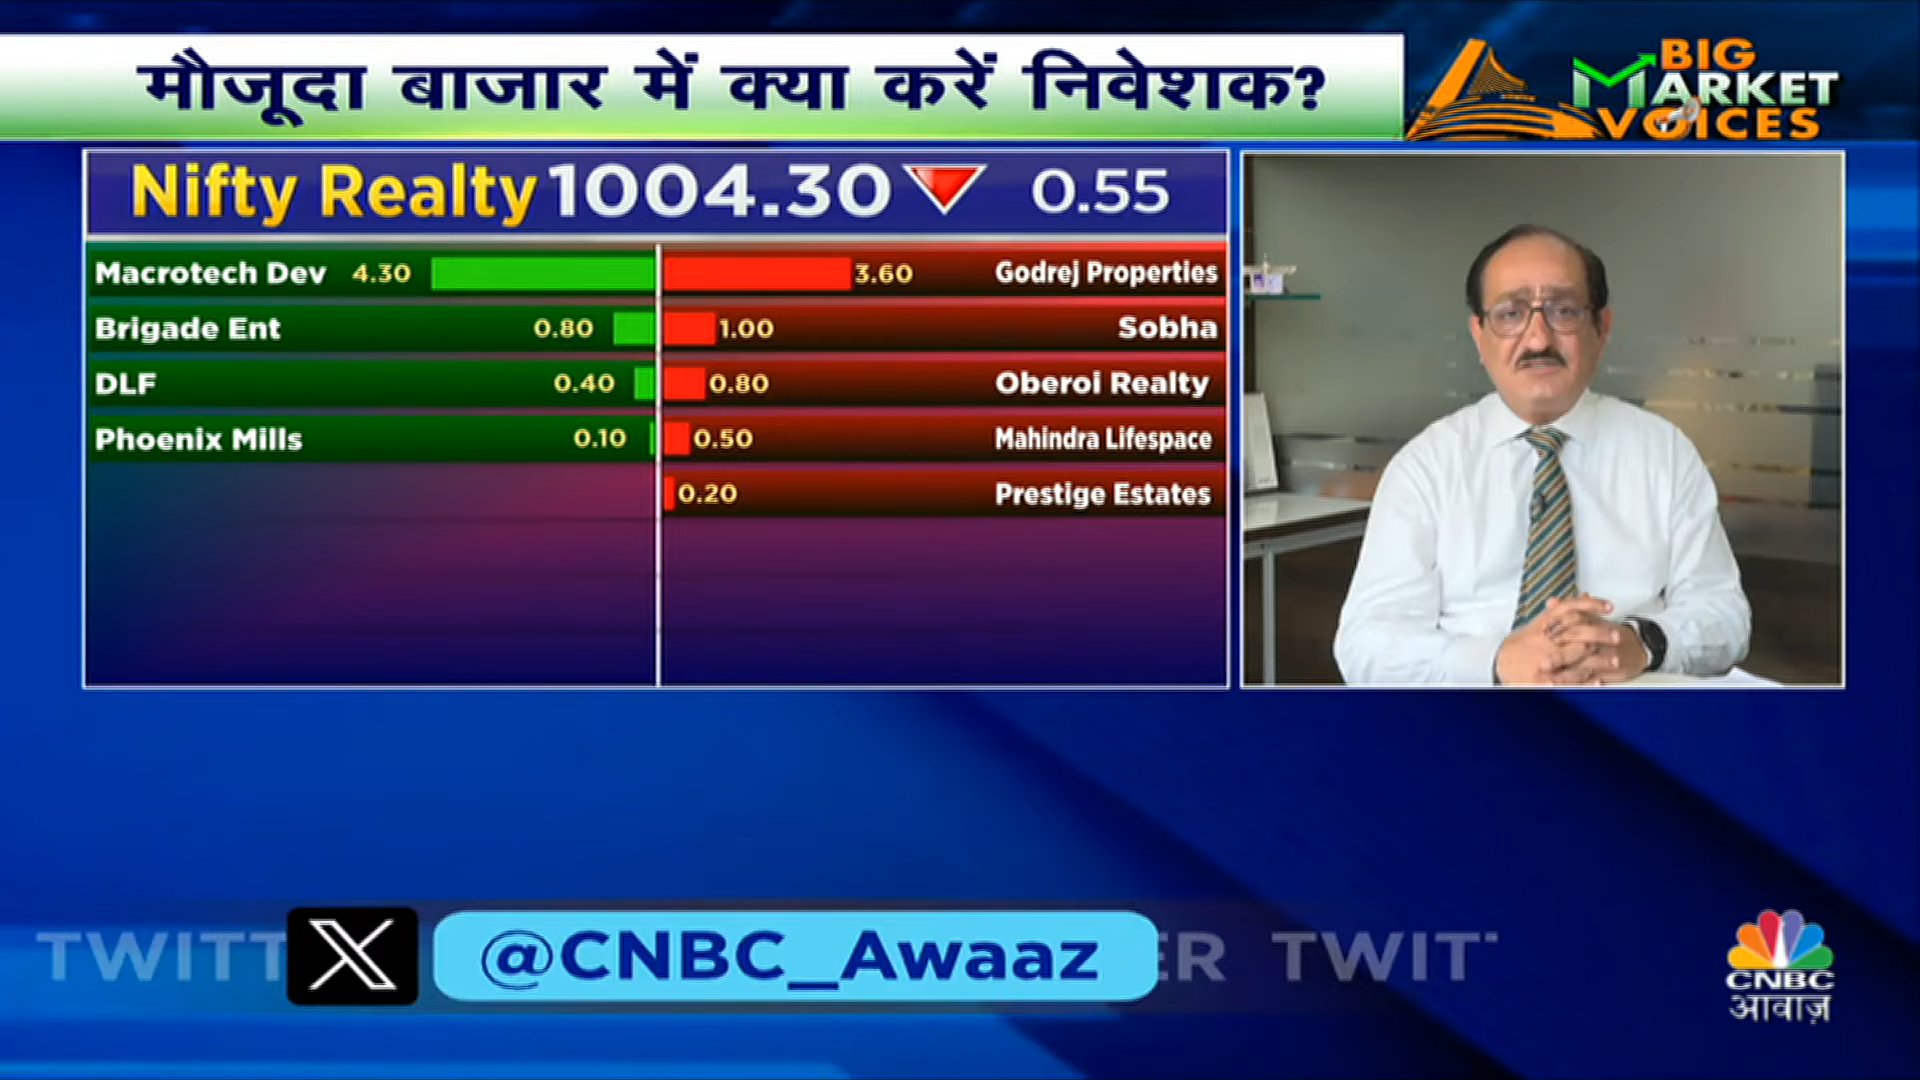 मौजूदा बाजार में क्या करें निवेशक?
BIG
MARKET
VOICES
Nifty Realty 1004.30 0.55
Macrotech Dev 4.30 3.60 Godrej Properties
Brigade Ent 0.80 1.00 Sobha
DLF 0.40 0.80 Oberoi Realty
Phoenix Mills 0.10 0.50 Mahindra Lifespace
0.20 Prestige Estates
TWITT X @CNBC_Awaaz ER TWIT
CNBC
आवाज़